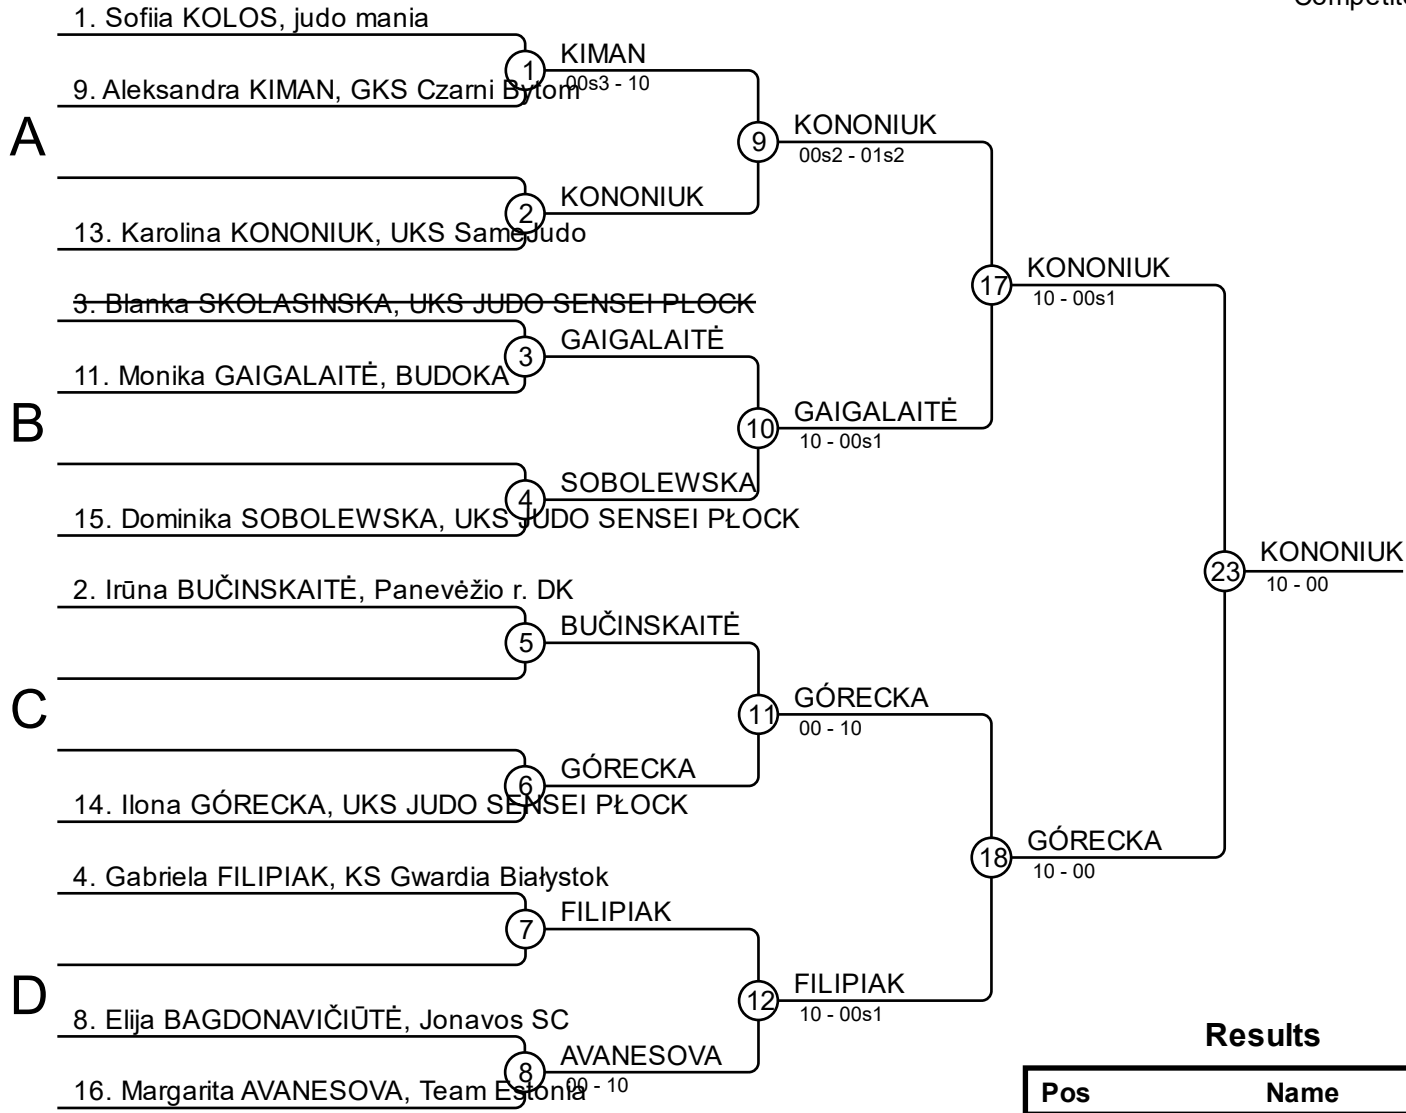 Competit
1. Sofiia KOLOS, judo mania
KIMAN
1
00s3 - 10
9. Aleksandra KIMAN, GKS Czarni Bytom
A
KONONIUK
9
00s2 - 01s2
KONONIUK
2
13. Karolina KONONIUK, UKS SameJudo
KONONIUK
17
10 - 00s1
3. Blanka SKOLASINSKA, UKS JUDO SENSEI PLOCK
GAIGALAITĖ
3
11. Monika GAIGALAITĖ, BUDOKA
B
GAIGALAITĖ
10
10 - 00s1
SOBOLEWSKA
4
15. Dominika SOBOLEWSKA, UKS JUDO SENSEI PŁOCK
KONONIUK
23
10 - 00
2. Irūna BUČINSKAITĖ, Panevėžio r. DK
BUČINSKAITĖ
5
C
GÓRECKA
11
00 - 10
GÓRECKA
6
14. Ilona GÓRECKA, UKS JUDO SENSEI PŁOCK
GÓRECKA
18
10 - 00
4. Gabriela FILIPIAK, KS Gwardia Białystok
FILIPIAK
7
D
FILIPIAK
12
10 - 00s1
8. Elija BAGDONAVIČIŪTĖ, Jonavos SC
AVANESOVA
8
00 - 10
16. Margarita AVANESOVA, Team Estonia
Results
Pos Name